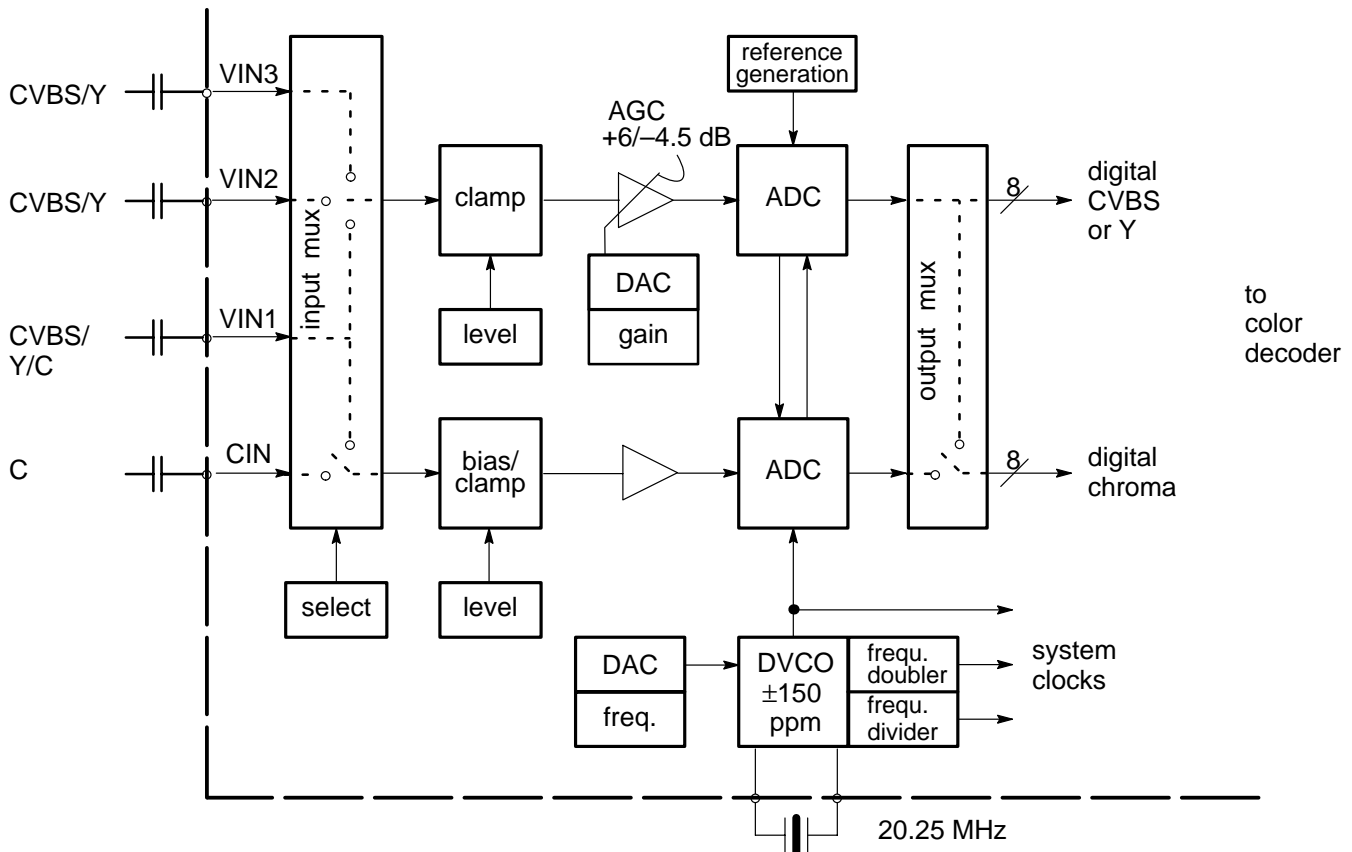 reference
generation
CVBS/Y
VIN3
AGC
+6/–4.5 dB
CVBS/Y
VIN2
clamp
ADC
8
digital
CVBS
or Y
input mux
DAC
gain
level
output mux
to
color
decoder
CVBS/
Y/C
VIN1
C
CIN
bias/
clamp
ADC
8
digital
chroma
select
level
DAC
freq.
DVCO
±150
ppm
frequ.
doubler
frequ.
divider
system
clocks
20.25 MHz